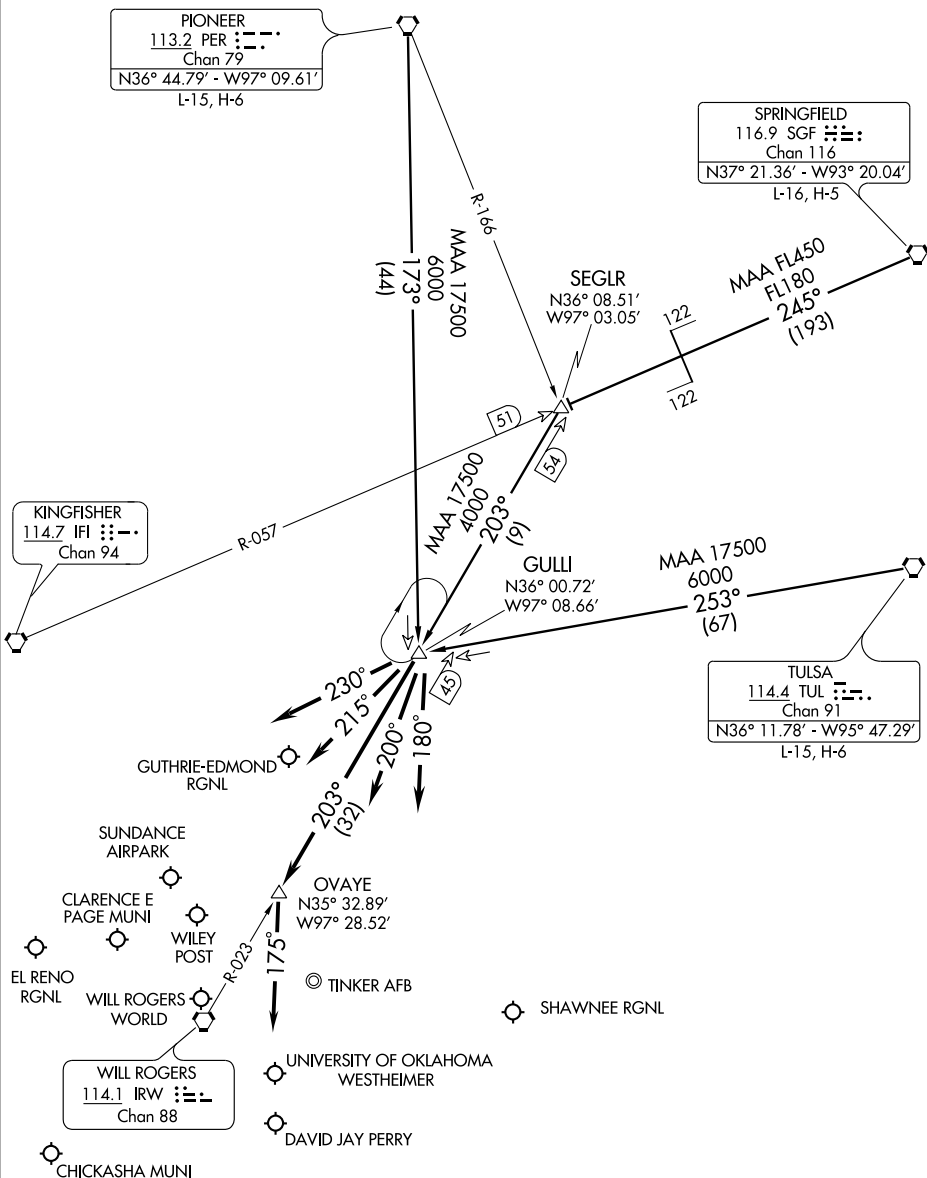 PIONEER
113.2 PER
Chan 79
N36° 44.79' - W97° 09.61'
L-15, H-6
SPRINGFIELD
116.9 SGF
Chan 116
N37° 21.36' - W93° 20.04'
L-16, H-5
R-166
MAA 17500
6000
173°
(44)
SEGLR
N36° 08.51'
W97° 03.05'
MAA FL450
FL180
245°
(193)
122
122
51
54
KINGFISHER
114.7 IFI
Chan 94
R-057
MAA 17500
4000
203°
(9)
GULLI
N36° 00.72'
W97° 08.66'
MAA 17500
6000
253°
(67)
45
TULSA
114.4 TUL
Chan 91
N36° 11.78' - W95° 47.29'
L-15, H-6
230°
215°
200°
180°
203°
(32)
GUTHRIE-EDMOND
RGNL
SUNDANCE
AIRPARK
CLARENCE E
PAGE MUNI
WILEY
POST
EL RENO
RGNL
OVAYE
N35° 32.89'
W97° 28.52'
R-023
175°
TINKER AFB
WILL ROGERS
WORLD
SHAWNEE RGNL
WILL ROGERS
114.1 IRW
Chan 88
UNIVERSITY OF OKLAHOMA
WESTHEIMER
DAVID JAY PERRY
CHICKASHA MUNI